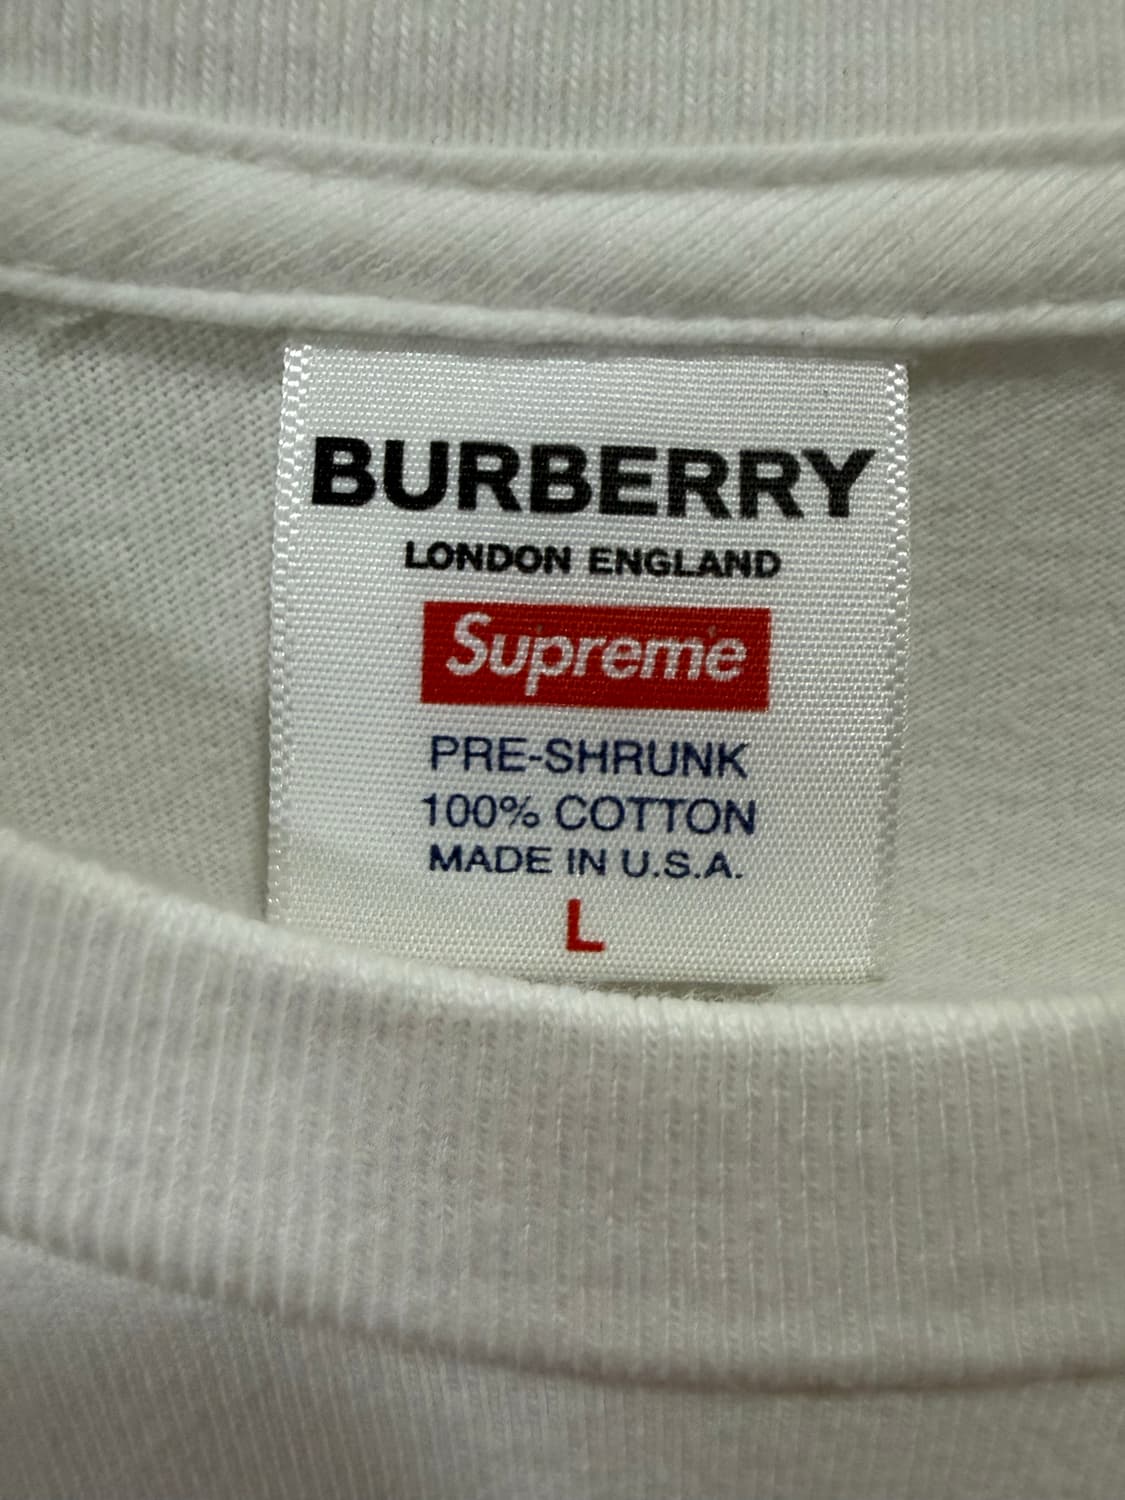 BURBERRY
LONDON ENGLAND
Supreme
PRE-SHRUNK
100% COTTON
MADE IN U.S.A.
L